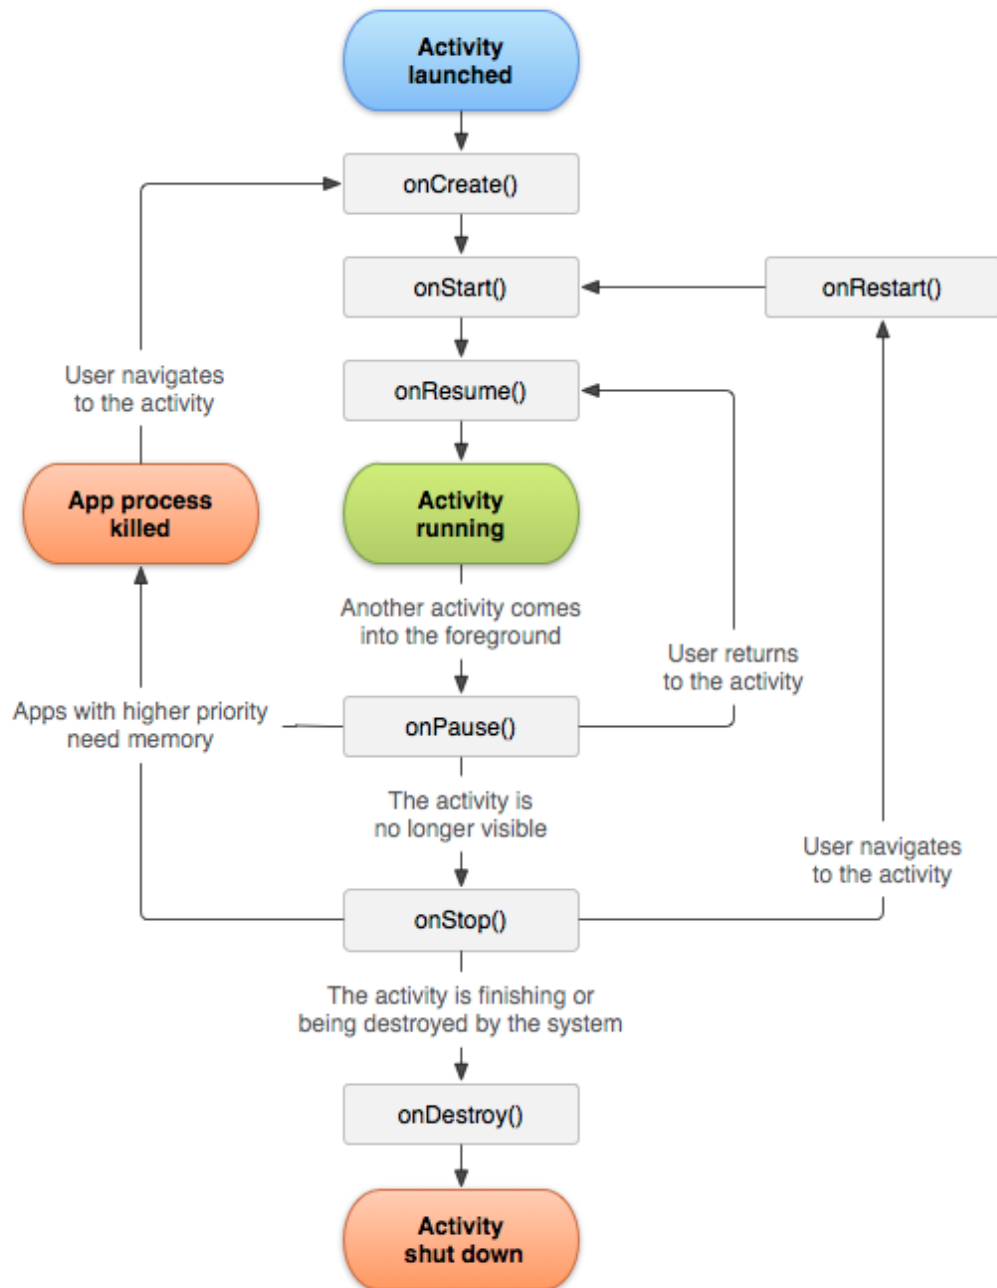 Activity
launched
onCreate()
onStart()
onRestart()
User navigates
to the activity
onResume()
App process
killed
Activity
running
Another activity comes
into the foreground
User returns
to the activity
Apps with higher priority
need memory
onPause()
The activity is
no longer visible
User navigates
to the activity
onStop()
The activity is finishing or
being destroyed by the system
onDestroy()
Activity
shut down